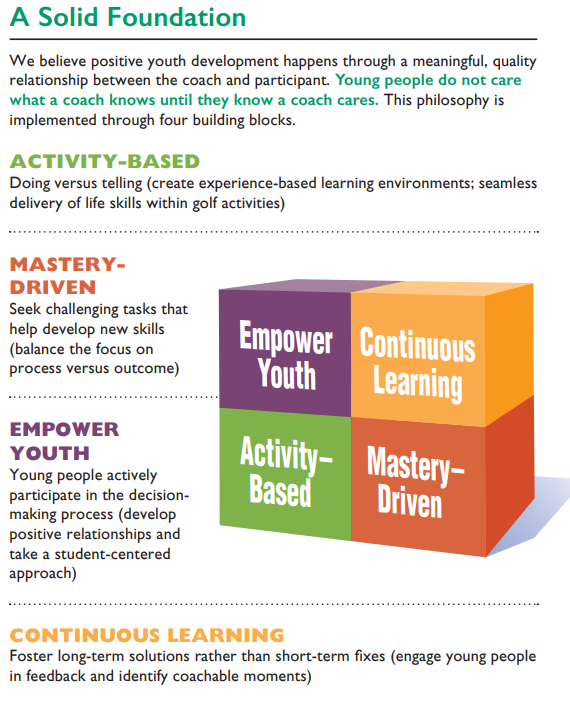 A Solid Foundation
We believe positive youth development happens through a meaningful, quality
relationship between the coach and participant. Young people do not care
what a coach knows until they know a coach cares. This philosophy is
implemented through four building blocks.
ACTIVITY-BASED
Doing versus telling (create experience-based learning environments; seamless
delivery of life skills within golf activities)
MASTERY-
DRIVEN
Seek challenging tasks that
help develop new skills
(balance the focus on
process versus outcome)
EMPOWER
YOUTH
Young people actively
participate in the decision-
making process (develop
positive relationships and
take a student-centered
approach)
Empower
Youth
Continuous
Learning
Activity–
Based
Mastery–
Driven
CONTINUOUS LEARNING
Foster long-term solutions rather than short-term fixes (engage young people
in feedback and identify coachable moments)